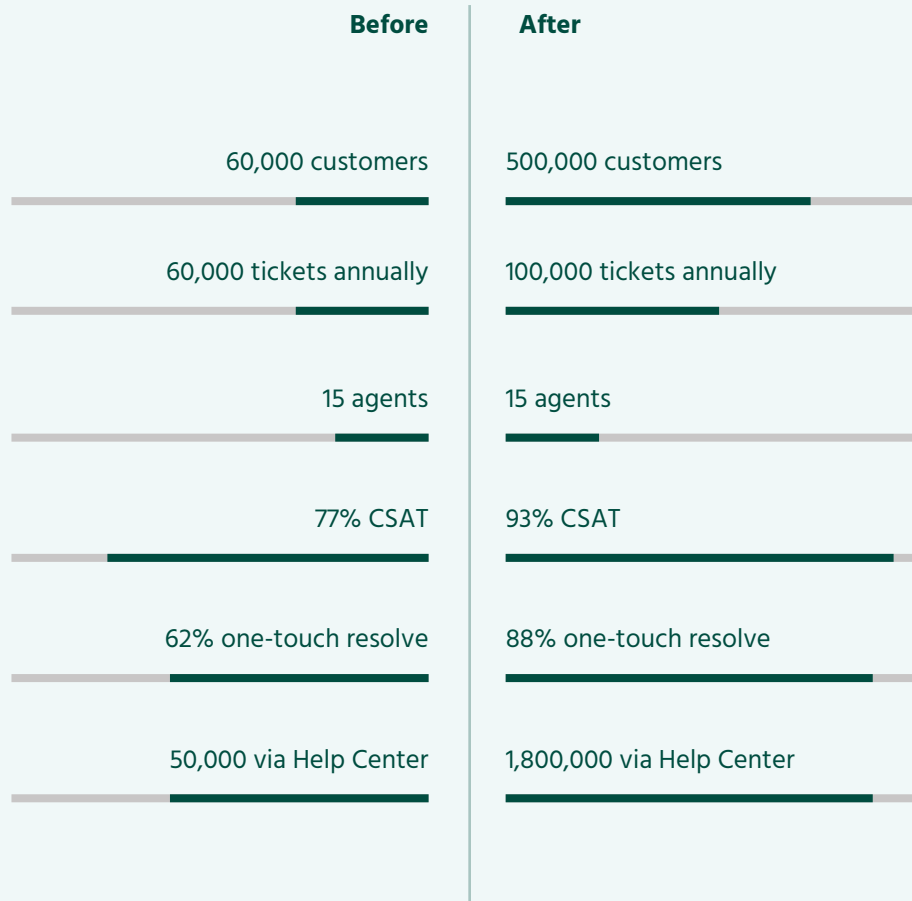 Before
After
60,000 customers
500,000 customers
60,000 tickets annually
100,000 tickets annually
15 agents
15 agents
77% CSAT
93% CSAT
62% one-touch resolve
88% one-touch resolve
50,000 via Help Center
1,800,000 via Help Center